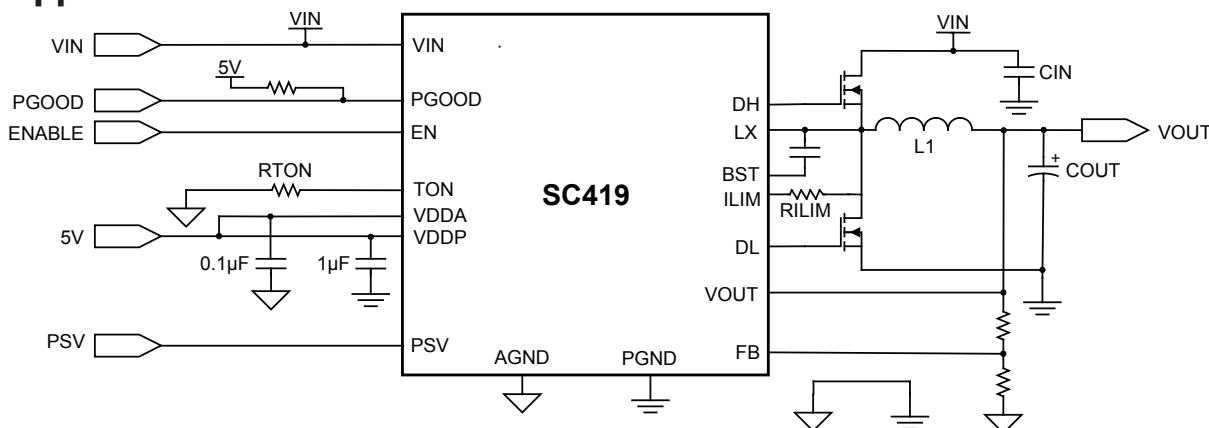 VIN
VIN
VIN
5V
PGOOD
PGOOD
ENABLE
EN
RTON
TON
VDDA
5V
VDDP
0.1µF
1µF
PSV
PSV
AGND
PGND
SC419
VIN
CIN
DH
LX
L1
VOUT
BST
COUT
+
ILIM
RILIM
DL
VOUT
FB